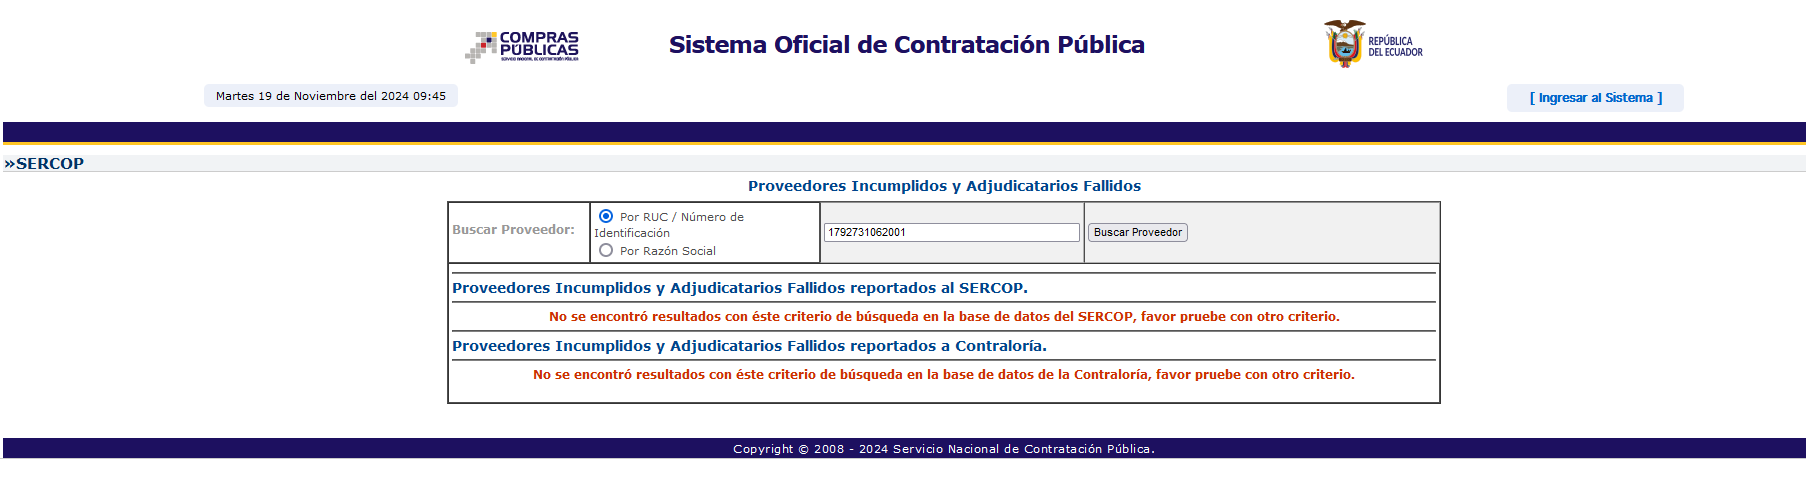 COMPRAS
PÚBLICAS
SERVICIO NACIONAL DE CONTRATACIÓN PÚBLICA
Sistema Oficial de Contratación Pública
REPÚBLICA
DEL ECUADOR
Martes 19 de Noviembre del 2024 09:45
[ Ingresar al Sistema ]
»SERCOP
Proveedores Incumplidos y Adjudicatarios Fallidos
Buscar Proveedor:
Por RUC / Número de
Identificación
Por Razón Social
1792731062001
Buscar Proveedor
Proveedores Incumplidos y Adjudicatarios Fallidos reportados al SERCOP.
No se encontró resultados con éste criterio de búsqueda en la base de datos del SERCOP, favor pruebe con otro criterio.
Proveedores Incumplidos y Adjudicatarios Fallidos reportados a Contraloría.
No se encontró resultados con éste criterio de búsqueda en la base de datos de la Contraloría, favor pruebe con otro criterio.
Copyright © 2008 - 2024 Servicio Nacional de Contratación Pública.